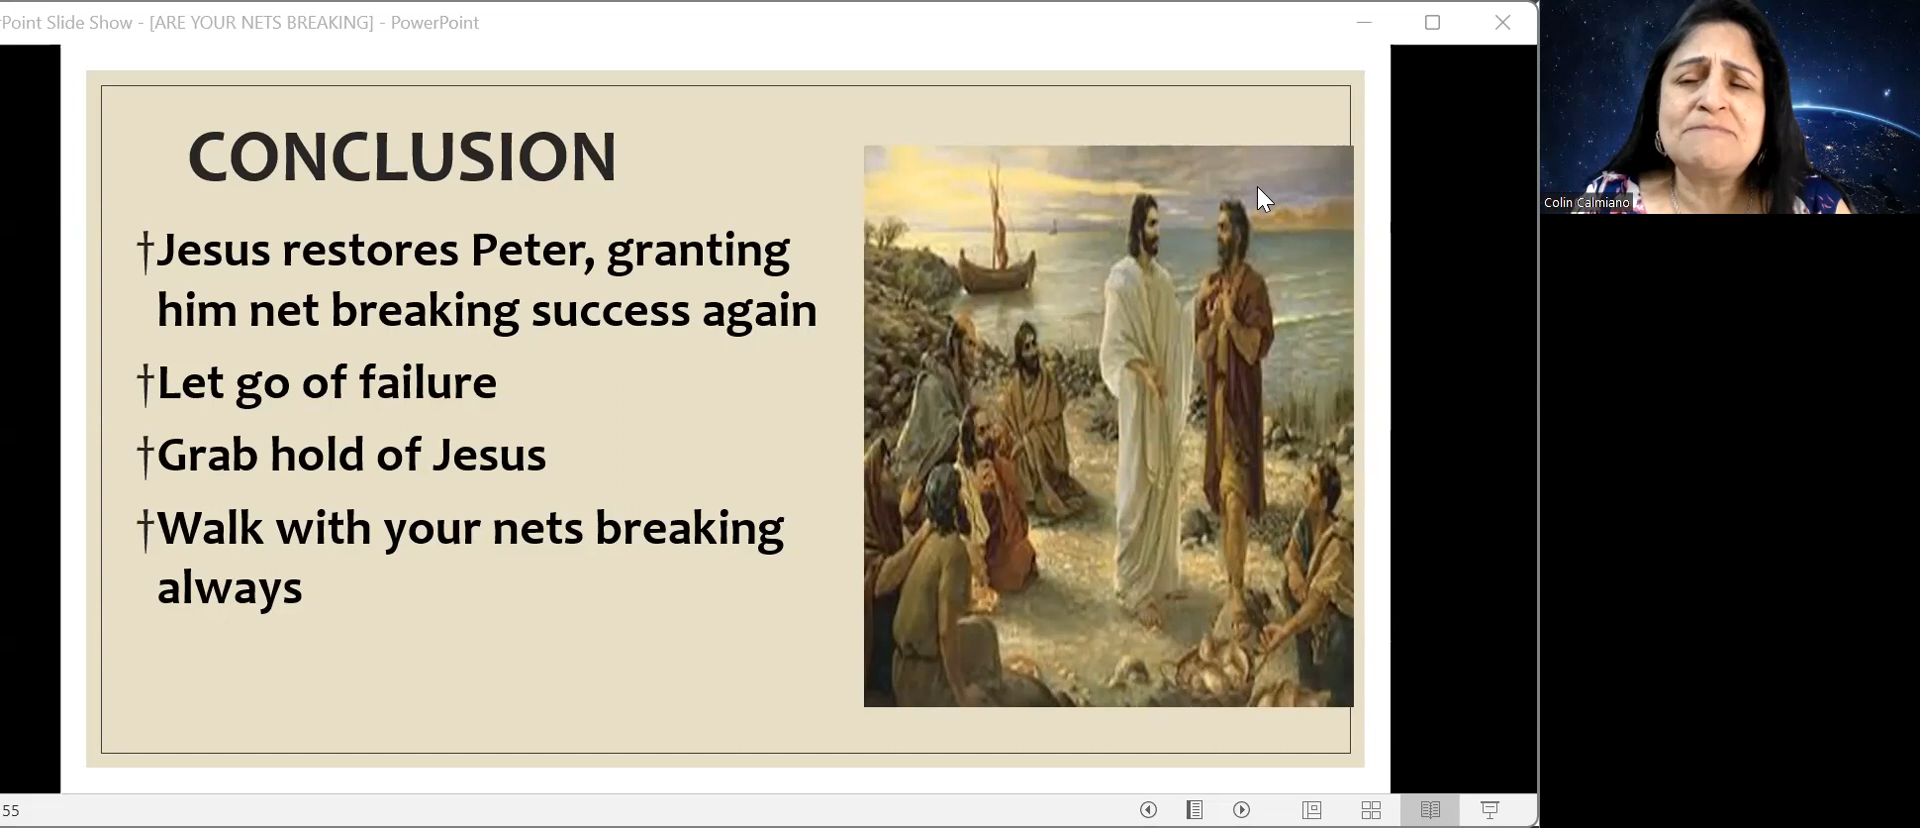 Point Slide Show - [ARE YOUR NETS BREAKING] - PowerPoint
CONCLUSION
†Jesus restores Peter, granting
him net breaking success again
†Let go of failure
†Grab hold of Jesus
†Walk with your nets breaking
always
Colin Calmiano
55